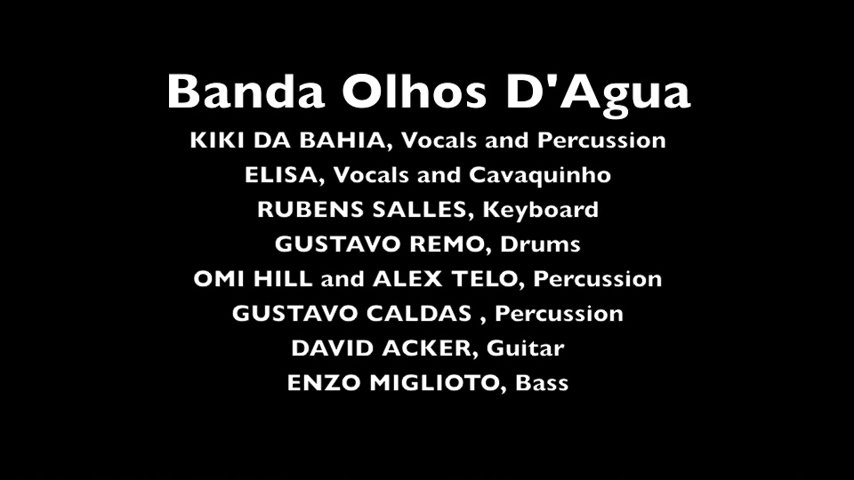 Banda Olhos D'Agua
KIKI DA BAHIA, Vocals and Percussion
ELISA, Vocals and Cavaquinho
RUBENS SALLES, Keyboard
GUSTAVO REMO, Drums
OMI HILL and ALEX TELO, Percussion
GUSTAVO CALDAS , Percussion
DAVID ACKER, Guitar
ENZO MIGLIOTO, Bass